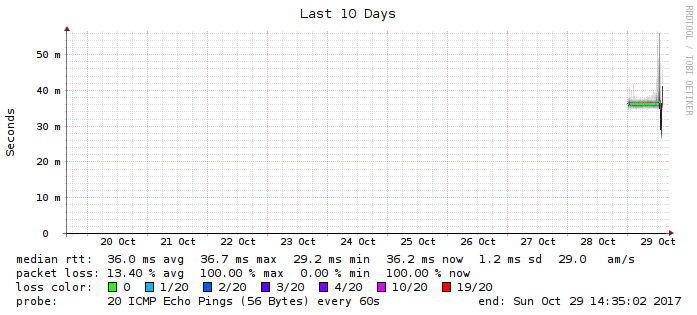 Last 10 Days
RRDTOOL / TOBI OETIKER
Seconds
50 m
40 m
30 m
20 m
10 m
0
20 Oct 21 Oct 22 Oct 23 Oct 24 Oct 25 Oct 26 Oct 27 Oct 28 Oct 29 Oct
median rtt: 36.0 ms avg 36.7 ms max 29.2 ms min 36.2 ms now 1.2 ms sd 29.0 am/s
packet loss: 13.40 % avg 100.00 % max 0.00 % min 100.00 % now
loss color: 0 1/20 2/20 3/20 4/20 10/20 19/20
probe: 20 ICMP Echo Pings (56 Bytes) every 60s end: Sun Oct 29 14:35:02 2017